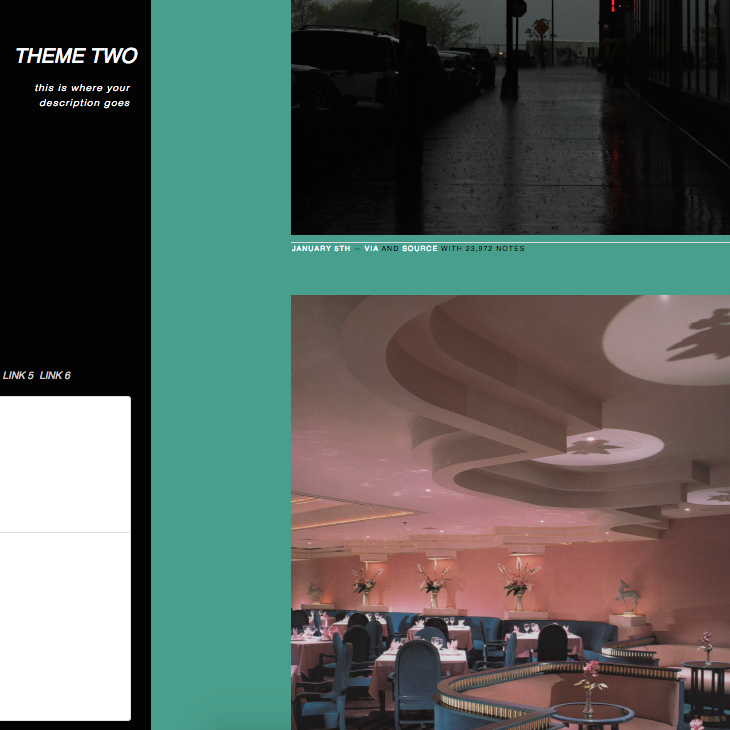 THEME TWO
this is where your
description goes
LINK 5 LINK 6
JANUARY 5TH — VIA AND SOURCE WITH 23,972 NOTES